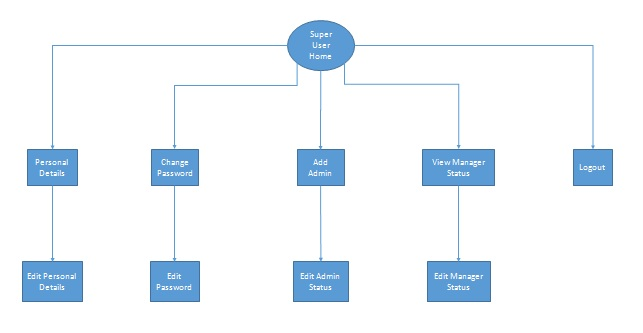 Super
User
Home
Personal
Details
Change
Password
Add
Admin
View Manager
Status
Logout
Edit Personal
Details
Edit
Password
Edit Admin
Status
Edit Manager
Status